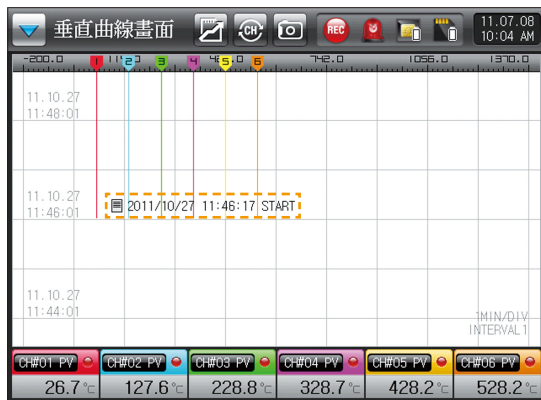 垂直曲線畫面
CH
REC
11.07.08
10:04 AM
-200.0
742.0 1056.0 1370.0
1 2 3 4 5 6
11.10.27
11:48:01
11.10.27
11:46:01
2011/10/27 11:46:17 START
11.10.27
11:44:01
1MIN/DIV
INTERVAL 1
CH#01 PV CH#02 PV CH#03 PV CH#04 PV CH#05 PV CH#06 PV
26.7℃ 127.6℃ 228.8℃ 328.7℃ 428.2℃ 528.2℃